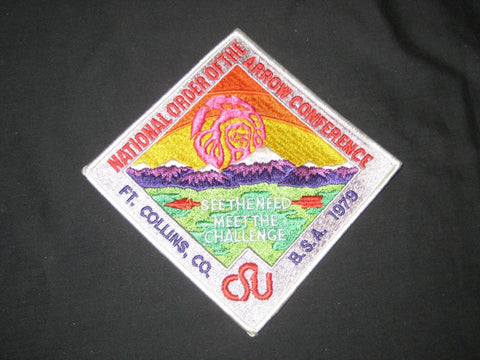 NATIONAL ORDER OF THE
ARROW CONFERENCE
SEE THE NEED
MEET THE
CHALLENGE
FT. COLLINS, CO.
B.S.A. 1979
CSU